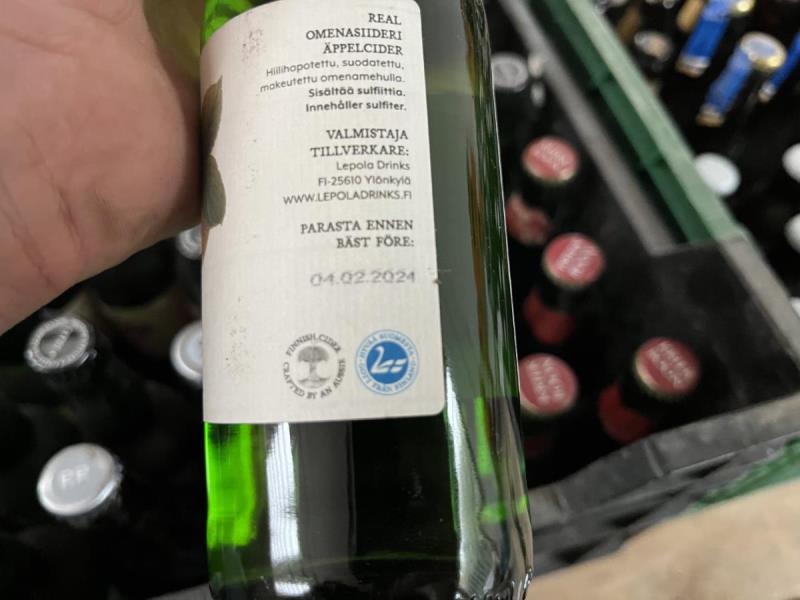 REAL
OMENASIIDERI
ÄPPELCIDER
Hiilihapotettu, suodatettu,
makeutettu omenamehulla.
Sisältää sulfiittia.
Innehåller sulfiter.
VALMISTAJA
TILLVERKARE:
Lepola Drinks
FI-25610 Ylönkylä
WWW.LEPOLADRINKS.FI
PARASTA ENNEN
BÄST FÖRE:
04.02.2024
FINNISH CIDER
CRAFTED BY AN AUSSIE
HYVÄÄ SUOMESTA
GOTT FRÅN FINLAND